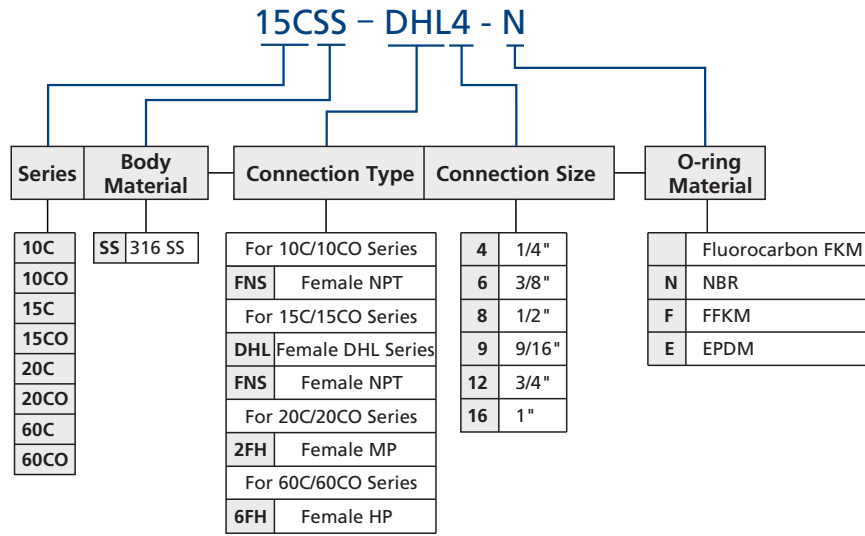 15CSS – DHL4 - N
Series
Body
Material
Connection Type
Connection Size
O-ring
Material
10C
10CO
15C
15CO
20C
20CO
60C
60CO
SS 316 SS
For 10C/10CO Series
FNS Female NPT
For 15C/15CO Series
DHL Female DHL Series
FNS Female NPT
For 20C/20CO Series
2FH Female MP
For 60C/60CO Series
6FH Female HP
4 1/4"
6 3/8"
8 1/2"
9 9/16"
12 3/4"
16 1"
Fluorocarbon FKM
N NBR
F FFKM
E EPDM